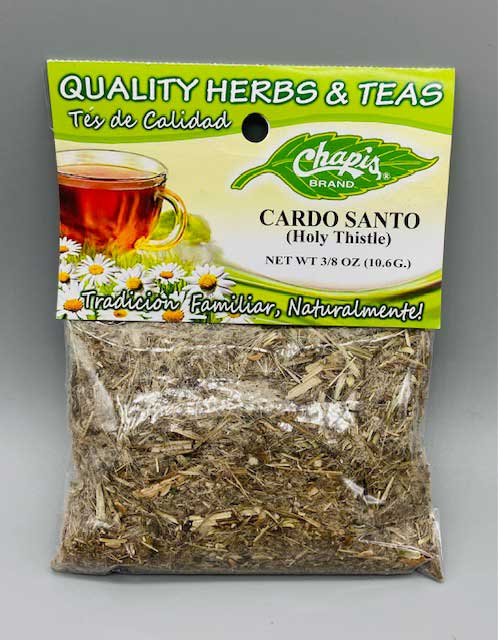 QUALITY HERBS & TEAS
Tés de Calidad
Chapis ®
BRAND
CARDO SANTO
(Holy Thistle)
NET WT 3/8 OZ (10.6G.)
Tradicion Familiar, Naturalmente!